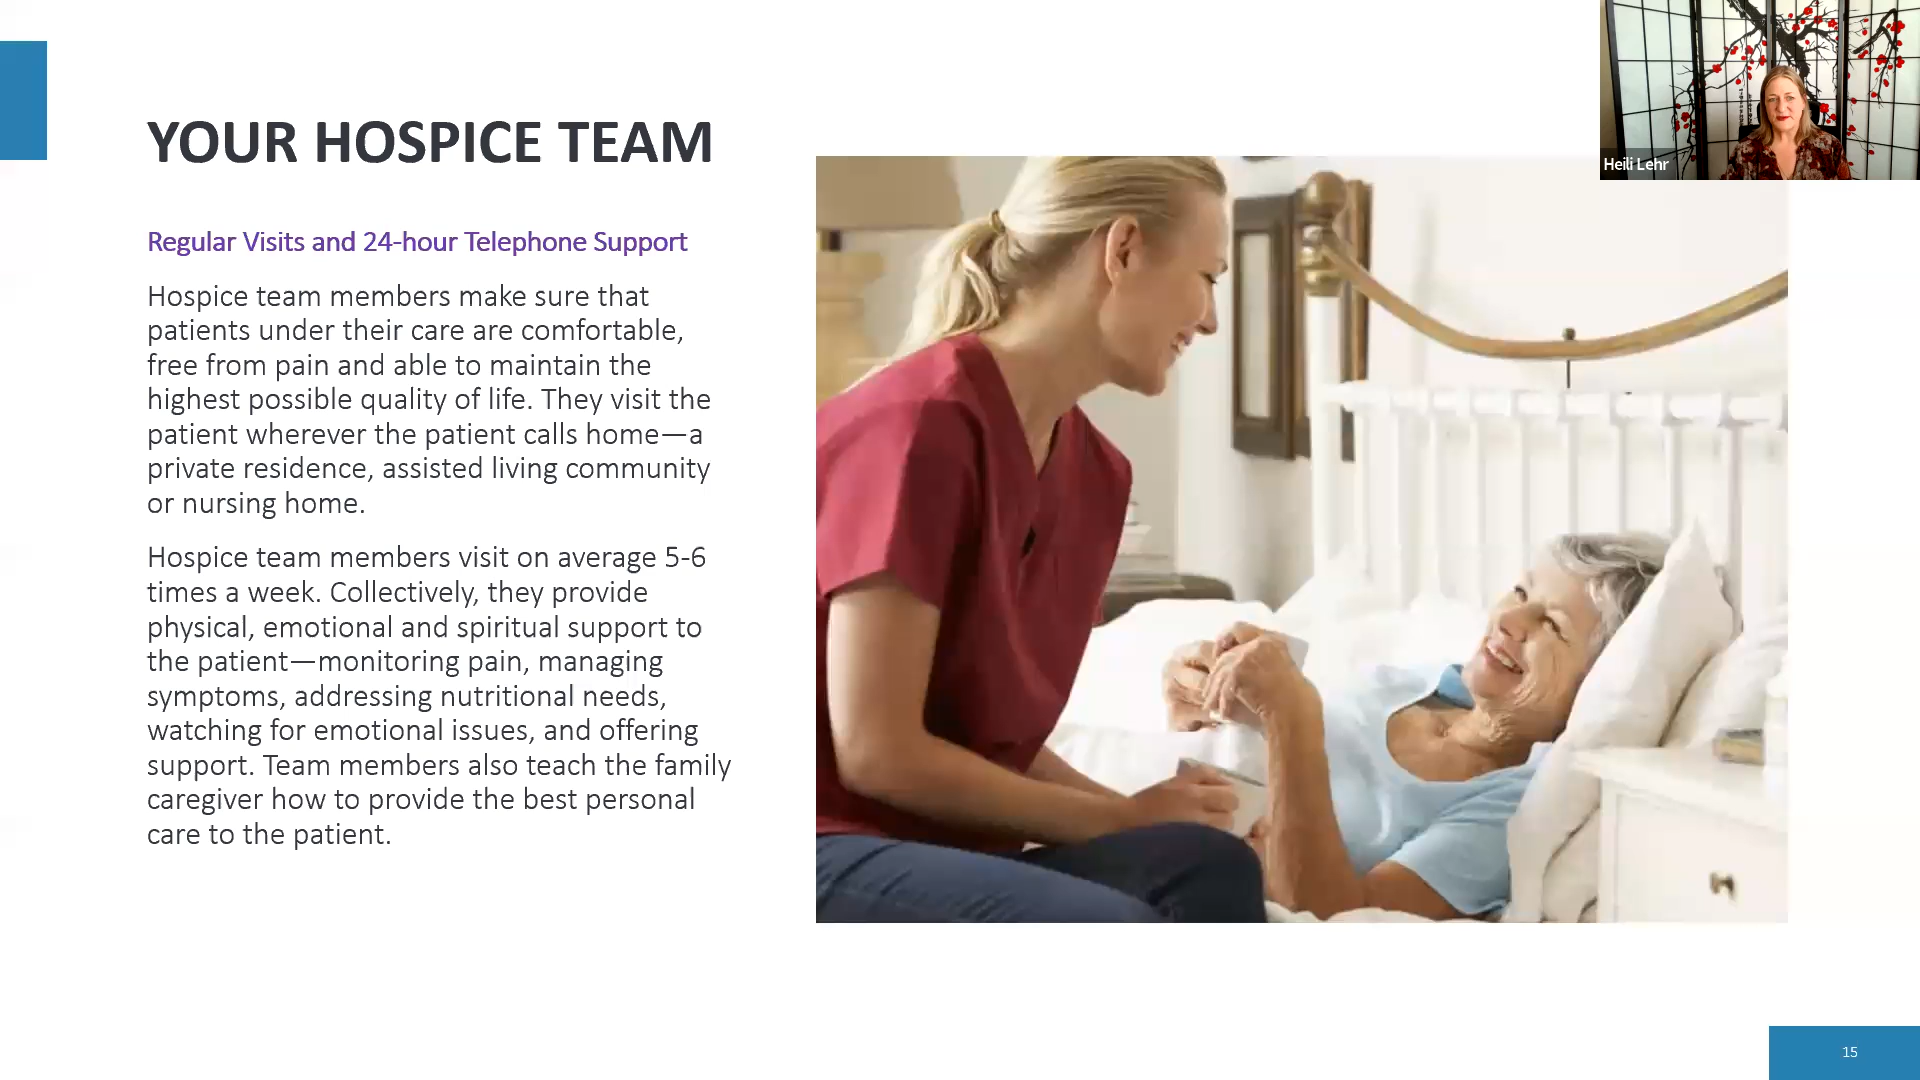 YOUR HOSPICE TEAM
Regular Visits and 24-hour Telephone Support
Hospice team members make sure that
patients under their care are comfortable,
free from pain and able to maintain the
highest possible quality of life. They visit the
patient wherever the patient calls home—a
private residence, assisted living community
or nursing home.
Hospice team members visit on average 5-6
times a week. Collectively, they provide
physical, emotional and spiritual support to
the patient—monitoring pain, managing
symptoms, addressing nutritional needs,
watching for emotional issues, and offering
support. Team members also teach the family
caregiver how to provide the best personal
care to the patient.
Heili Lehr
15